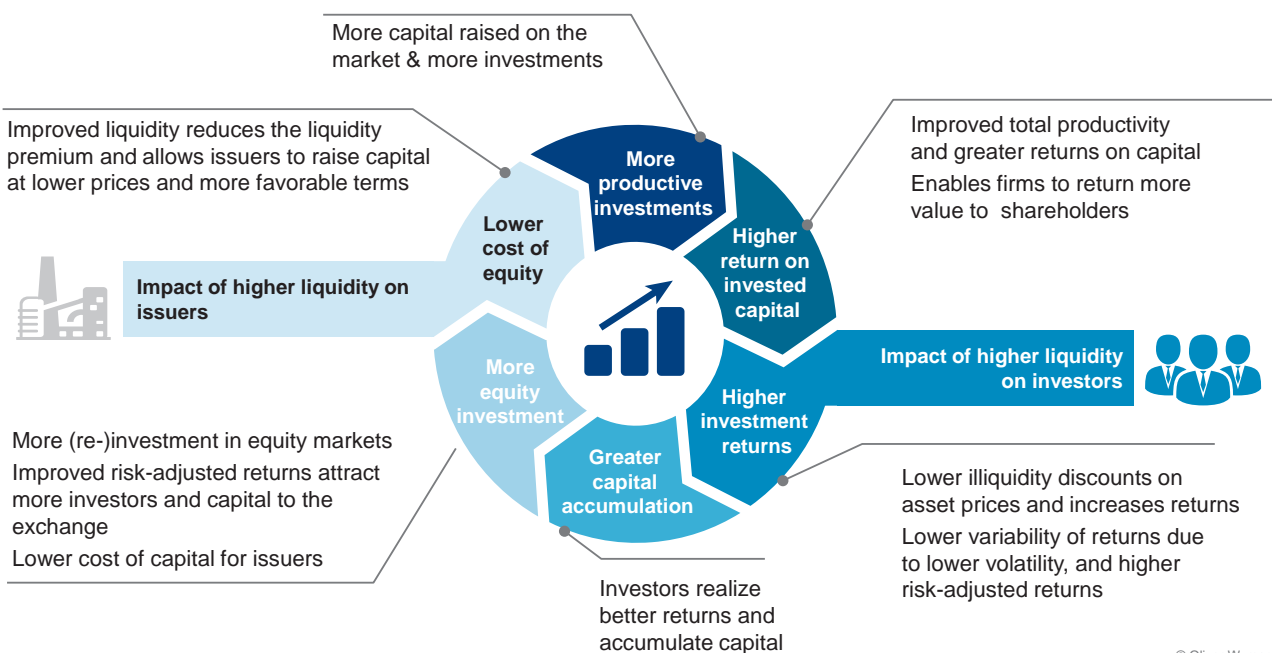 More capital raised on the
market & more investments
Improved liquidity reduces the liquidity
premium and allows issuers to raise capital
at lower prices and more favorable terms
Improved total productivity
and greater returns on capital
Enables firms to return more
value to shareholders
More
productive
investments
Lower
cost of
equity
Higher
return on
invested
capital
Impact of higher liquidity on
issuers
Impact of higher liquidity
on investors
More
equity
investment
Higher
investment
returns
Greater
capital
accumulation
More (re-)investment in equity markets
Improved risk-adjusted returns attract
more investors and capital to the
exchange
Lower cost of capital for issuers
Lower illiquidity discounts on
asset prices and increases returns
Lower variability of returns due
to lower volatility, and higher
risk-adjusted returns
Investors realize
better returns and
accumulate capital